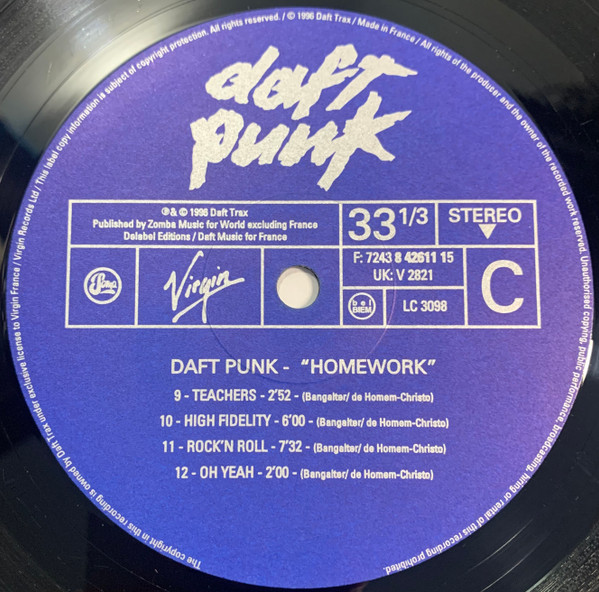 This label copy information is subject of copyright protection. All rights reserved. / © 1996 Daft Trax / Made in France / All rights of the producer and the owner of the recorded work reserved. Unauthorised copying, public performance, broadcasting, hiring or rental of this recording prohibited.
The copyright in this recording is owned by Daft Trax under exclusive license to Virgin France / Virgin Records Ltd /
daft
punk
℗ & © 1996 Daft Trax
Published by Zomba Music for World excluding France
Delabel Editions / Daft Music for France
33 1/3
STEREO
Soma
Virgin
F: 7243 8 42611 15
UK: V 2821
bel
BIEM
LC 3098
C
DAFT PUNK - "HOMEWORK"
9 - TEACHERS - 2'52 - (Bangalter/ de Homem-Christo)
10 - HIGH FIDELITY - 6'00 - (Bangalter/ de Homem-Christo)
11 - ROCK'N ROLL - 7'32 - (Bangalter/ de Homem-Christo)
12 - OH YEAH - 2'00 - (Bangalter/ de Homem-Christo)